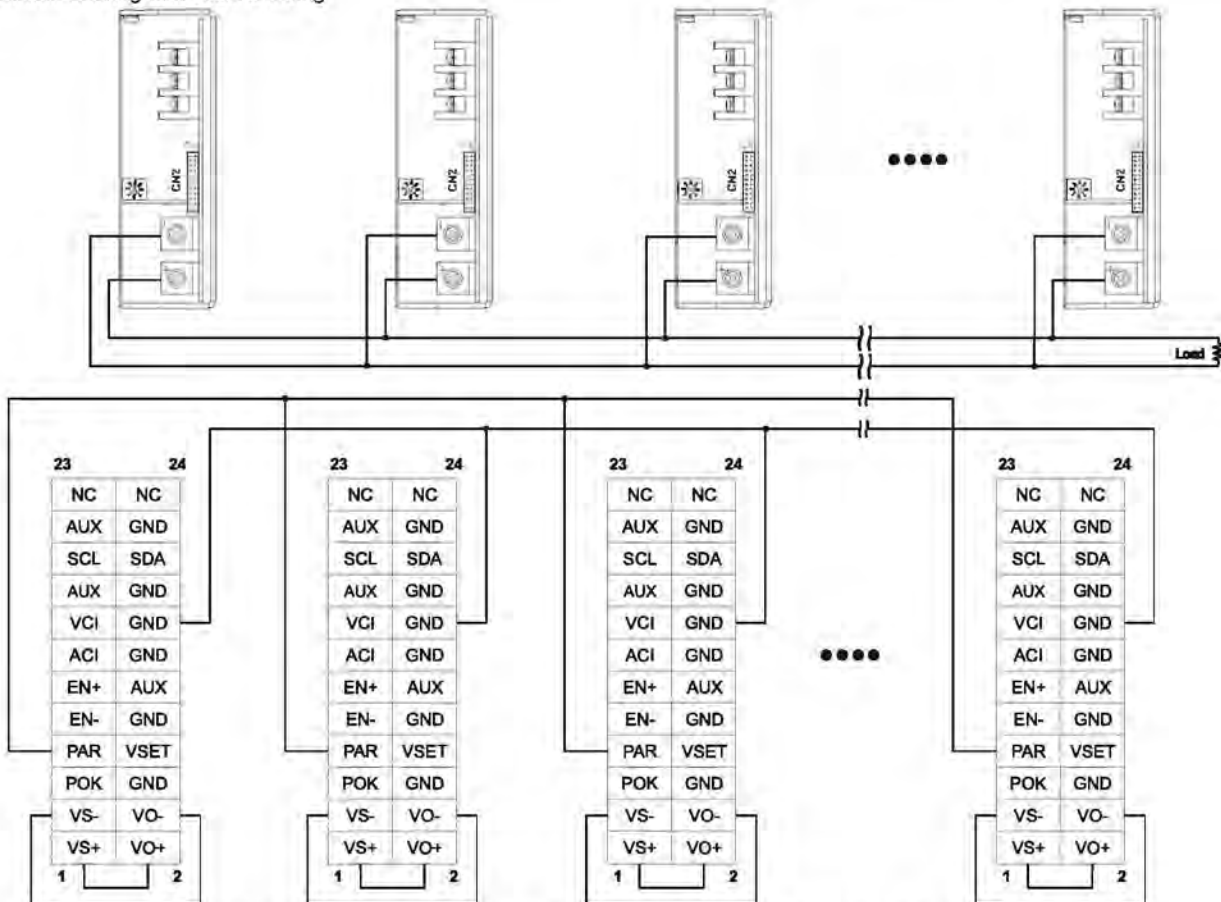 CN2 CN2 CN2 CN2
Load
23 24 23 24 23 24 23 24
NC NC NC NC NC NC NC NC
AUX GND AUX GND AUX GND AUX GND
SCL SDA SCL SDA SCL SDA SCL SDA
AUX GND AUX GND AUX GND AUX GND
VCI GND VCI GND VCI GND VCI GND
ACI GND ACI GND ACI GND ACI GND
EN+ AUX EN+ AUX EN+ AUX EN+ AUX
EN- GND EN- GND EN- GND EN- GND
PAR VSET PAR VSET PAR VSET PAR VSET
POK GND POK GND POK GND POK GND
VS- VO- VS- VO- VS- VO- VS- VO-
VS+ VO+ VS+ VO+ VS+ VO+ VS+ VO+
1 2 1 2 1 2 1 2